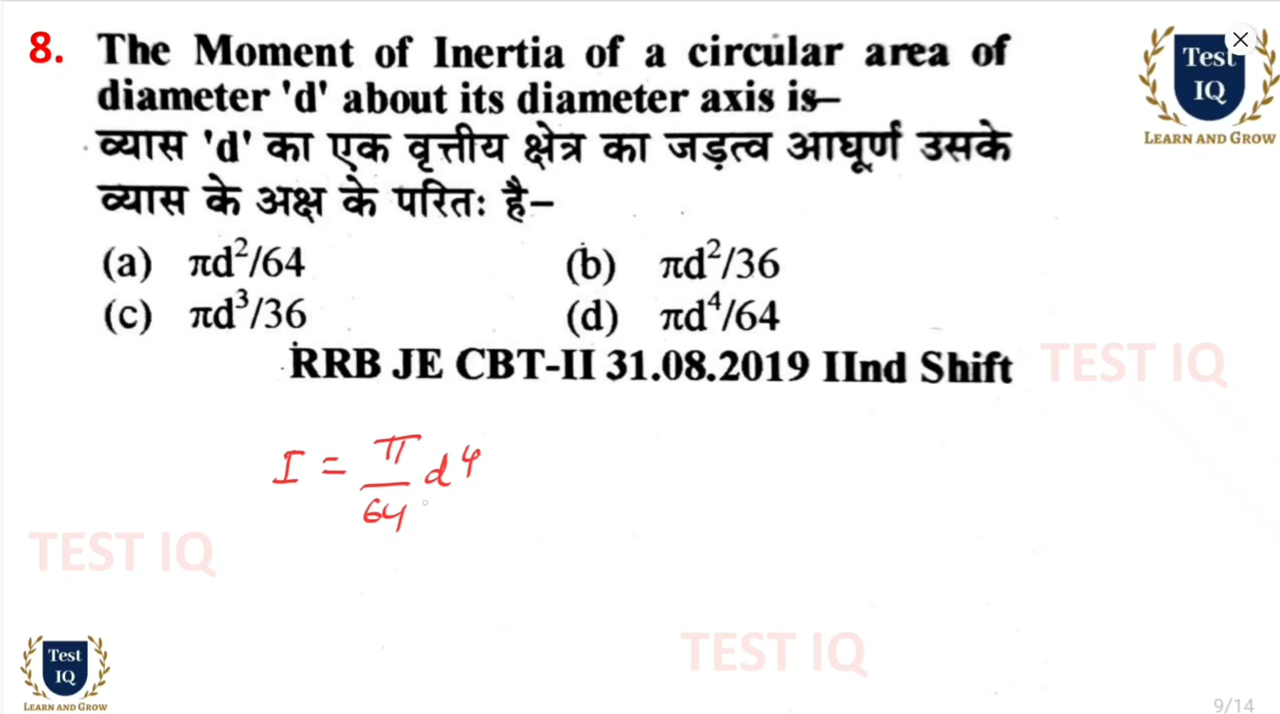 8. The Moment of Inertia of a circular area of
diameter 'd' about its diameter axis is–
व्यास 'd' का एक वृत्तीय क्षेत्र का जड़त्व आघूर्ण उसके
व्यास के अक्ष के परितः है–
(a) πd²/64 (b) πd²/36
(c) πd³/36 (d) πd⁴/64
RRB JE CBT-II 31.08.2019 IInd Shift
TEST IQ
I = π/64 d⁴
TEST IQ
TEST IQ
Test
IQ
LEARN AND GROW
Test
IQ
LEARN AND GROW
9/14